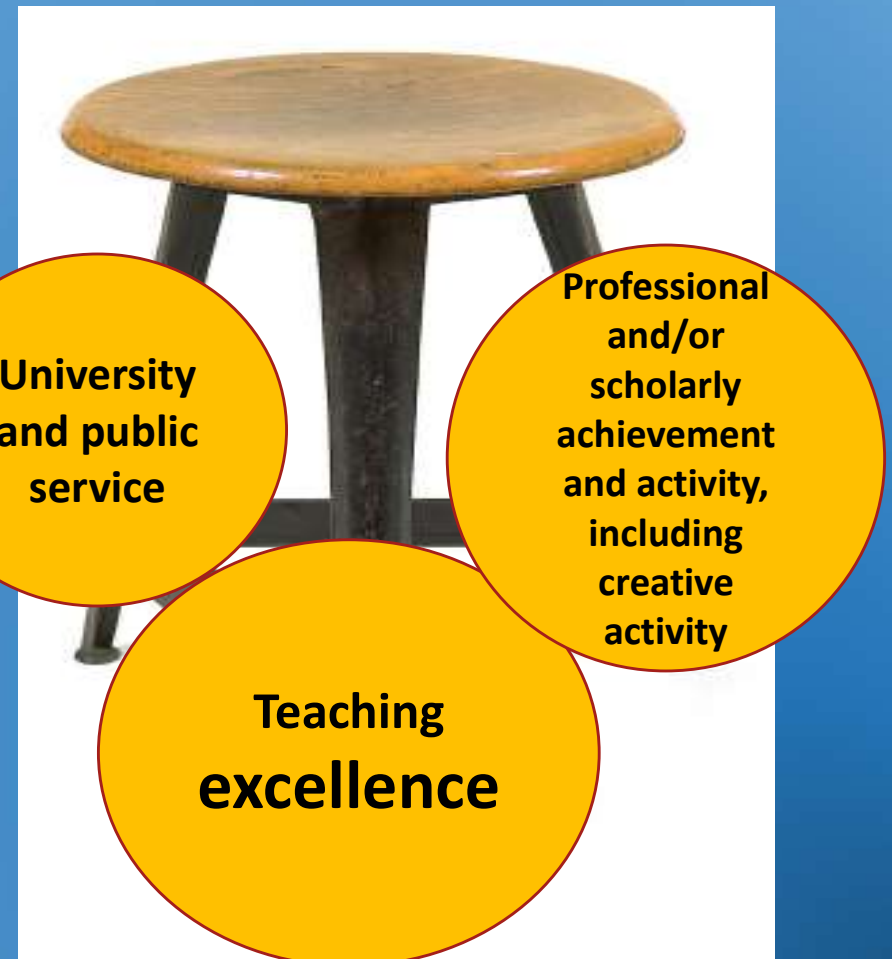 University
and public
service
Professional
and/or
scholarly
achievement
and activity,
including
creative
activity
Teaching
excellence